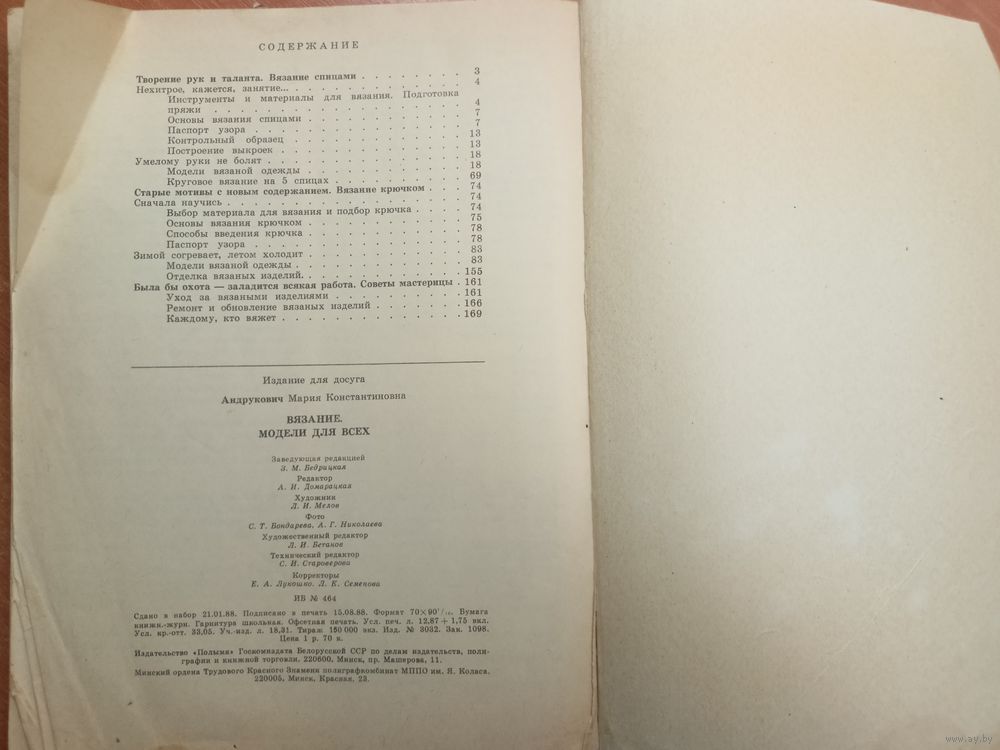 СОДЕРЖАНИЕ
Творение рук и таланта. Вязание спицами . . . . . . . . 3
Нехитрое, кажется, занятие... . . . . . . . . . . . . . 4
Инструменты и материалы для вязания. Подготовка
пряжи . . . . . . . . . . . . . . . . . . 4
Основы вязания спицами . . . . . . . . . . . 7
Паспорт узора . . . . . . . . . . . . . . . 7
Контрольный образец . . . . . . . . . . . . 13
Построение выкроек . . . . . . . . . . . . . 13
Умелому руки не болят . . . . . . . . . . . . . . 18
Модели вязаной одежды . . . . . . . . . . . 18
Круговое вязание на 5 спицах . . . . . . . . . 69
Старые мотивы с новым содержанием. Вязание крючком . . . 74
Сначала научись . . . . . . . . . . . . . . . . . 74
Выбор материала для вязания и подбор крючка . . . . 74
Основы вязания крючком . . . . . . . . . . . 75
Способы введения крючка . . . . . . . . . . . 78
Паспорт узора . . . . . . . . . . . . . . . 78
Зимой согревает, летом холодит . . . . . . . . . . . 83
Модели вязаной одежды . . . . . . . . . . . . 83
Отделка вязаных изделий. . . . . . . . . . . . 155
Была бы охота — заладится всякая работа. Советы мастерицы . 161
Уход за вязаными изделиями . . . . . . . . . . 161
Ремонт и обновление вязаных изделий . . . . . . . 166
Каждому, кто вяжет . . . . . . . . . . . . . . 169
Издание для досуга
Андрукович Мария Константиновна
ВЯЗАНИЕ.
МОДЕЛИ ДЛЯ ВСЕХ
Заведующая редакцией
З. М. Бедрицкая
Редактор
А. И. Домарацкая
Художник
Л. И. Мелов
Фото
С. Т. Бондарева, А. Г. Николаева
Художественный редактор
Л. И. Бетанов
Технический редактор
С. И. Староверова
Корректоры
Е. А. Лукошко, Л. К. Семенова
ИБ № 464
Сдано в набор 21.01.88. Подписано в печать 15.08.88. Формат 70×90¹/₁₆. Бумага
книжн.-журн. Гарнитура школьная. Офсетная печать. Усл. печ. л. 12,87+1,75 вкл.
Усл. кр.-отт. 33,05. Уч.-изд. л. 18,31. Тираж 150 000 экз. Изд. № 3032. Зак. 1098.
Цена 1 р. 70 к.
Издательство «Полымя» Госкомиздата Белорусской ССР по делам издательств, поли-
графии и книжной торговли. 220600. Минск, пр. Машерова, 11.
Минский ордена Трудового Красного Знамени полиграфкомбинат МППО им. Я. Коласа.
220005, Минск, Красная, 23.
www.ay.by